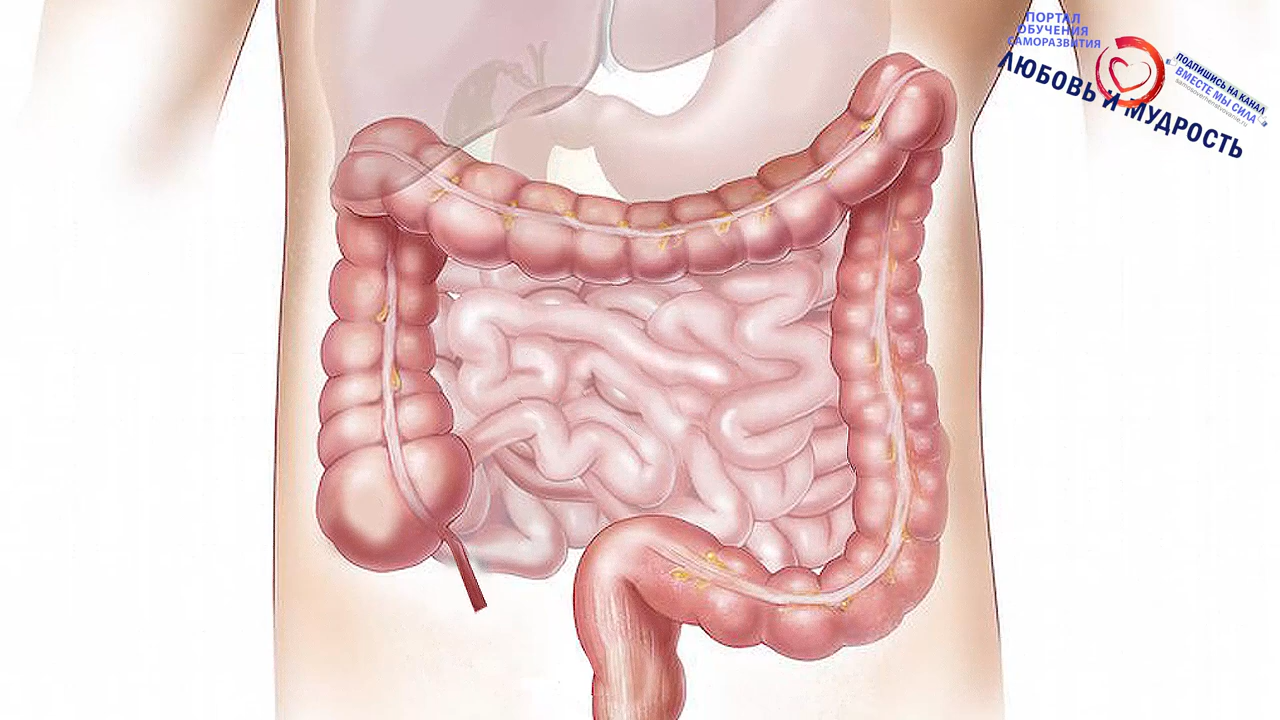 ПОРТАЛ
ОБУЧЕНИЯ
САМОРАЗВИТИЯ
ЛЮБОВЬ И МУДРОСТЬ
ПОДПИШИСЬ НА КАНАЛ
ВМЕСТЕ МЫ СИЛА